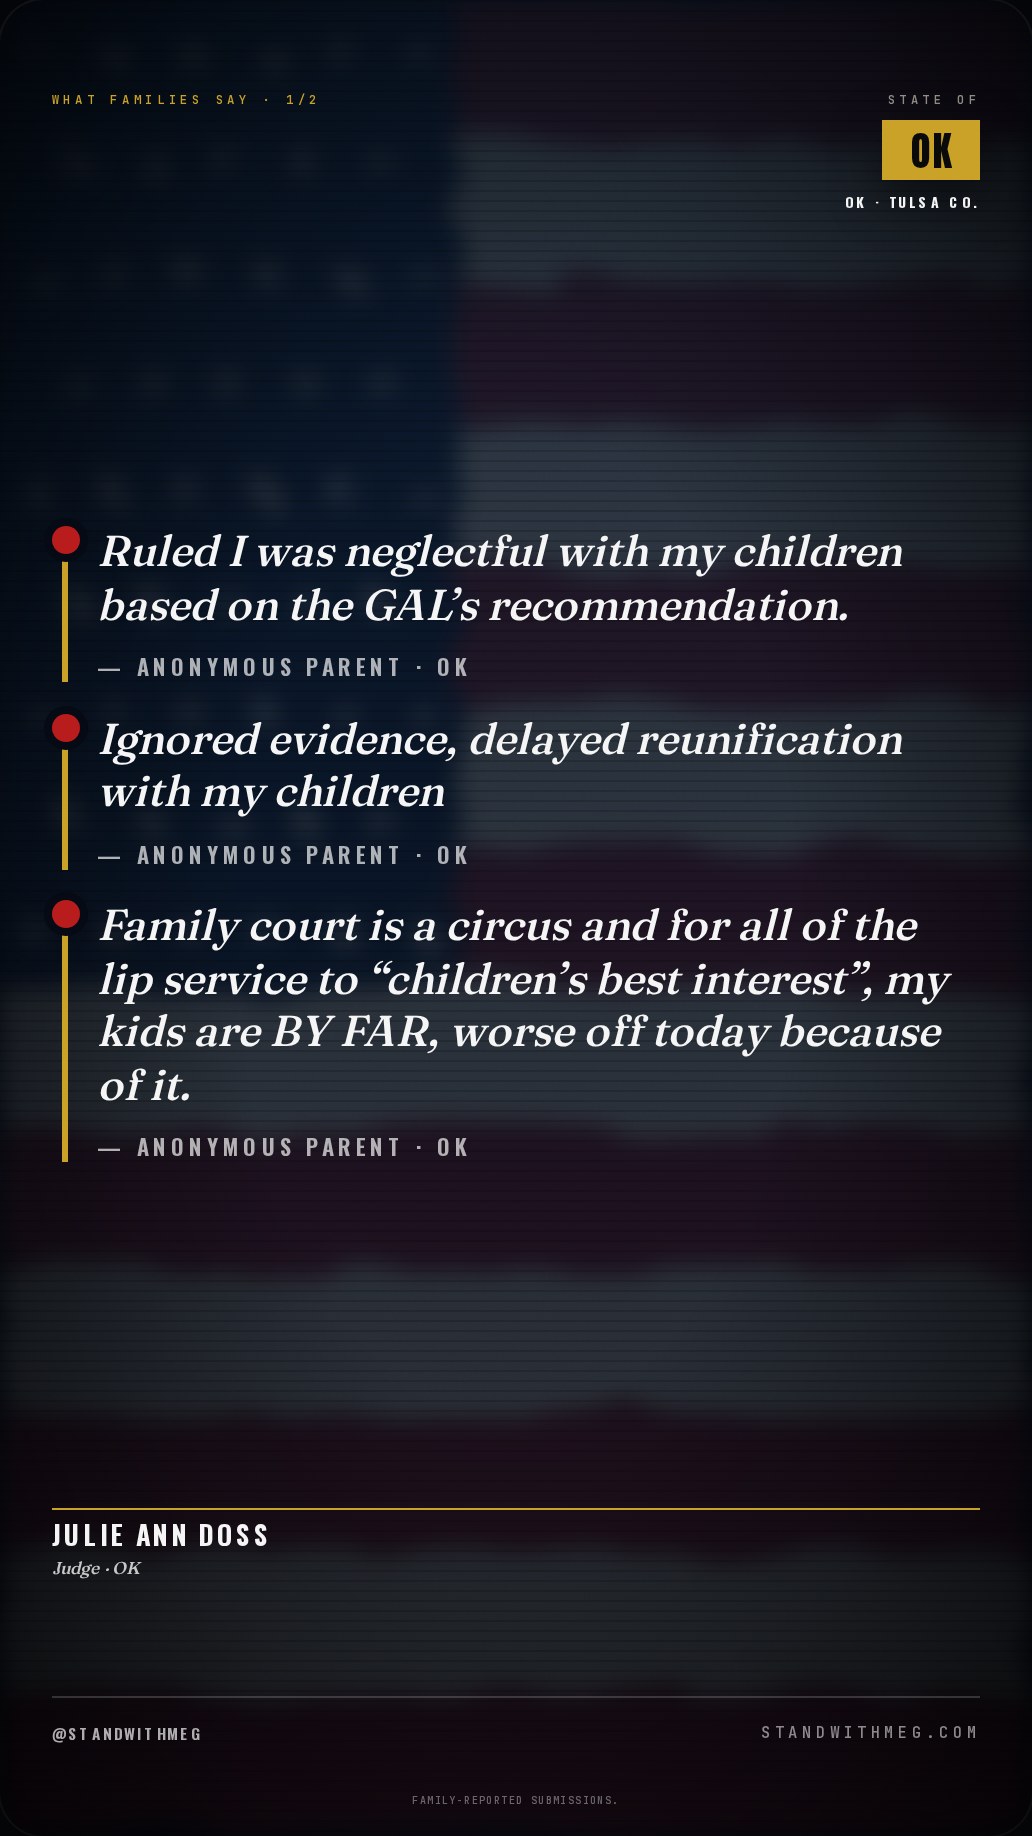 WHAT FAMILIES SAY · 1/2
STATE OF
OK
OK · TULSA CO.
Ruled I was neglectful with my children
based on the GAL’s recommendation.
— ANONYMOUS PARENT · OK
Ignored evidence, delayed reunification
with my children
— ANONYMOUS PARENT · OK
Family court is a circus and for all of the
lip service to “children’s best interest”, my
kids are BY FAR, worse off today because
of it.
— ANONYMOUS PARENT · OK
JULIE ANN DOSS
Judge · OK
@STANDWITHMEG
STANDWITHMEG.COM
FAMILY-REPORTED SUBMISSIONS.